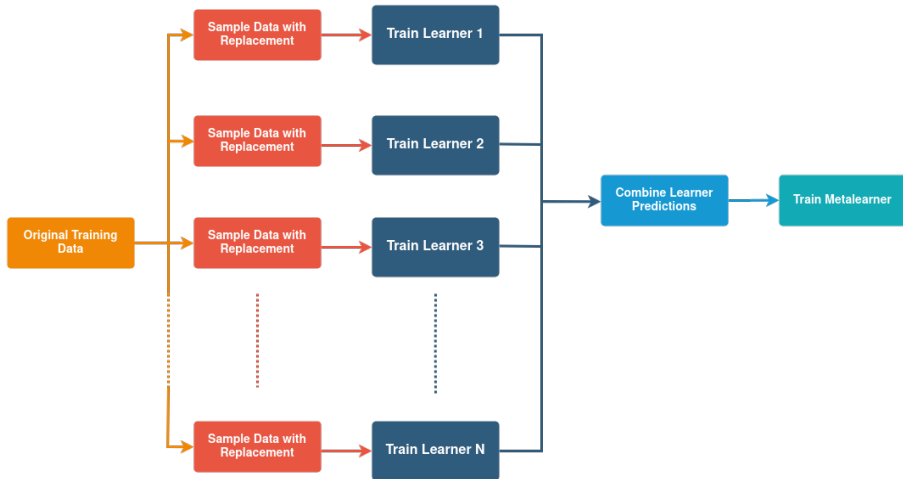 Sample Data with
Replacement
Train Learner 1
Sample Data with
Replacement
Train Learner 2
Original Training
Data
Sample Data with
Replacement
Train Learner 3
Combine Learner
Predictions
Train Metalearner
Sample Data with
Replacement
Train Learner N